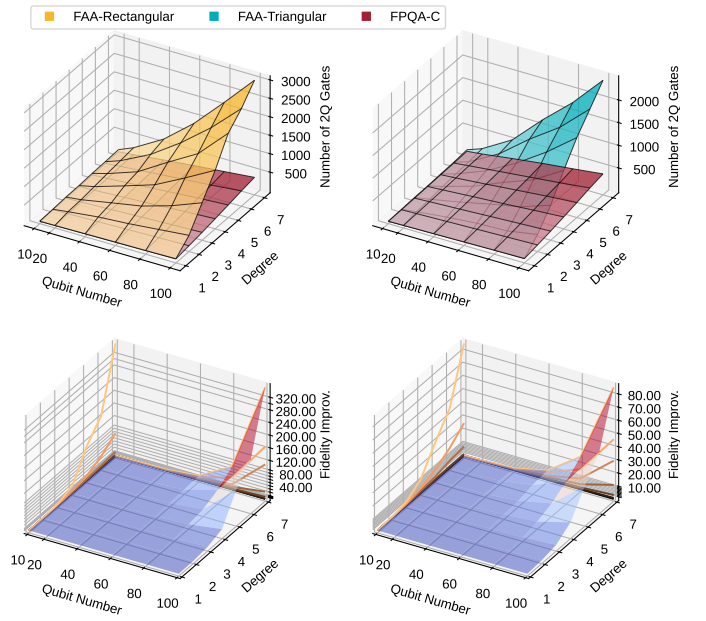 FAA-Rectangular FAA-Triangular FPQA-C
3000
2500
2000
1500
1000
500
Number of 2Q Gates
10 20 40 60 80 100
Qubit Number
1 2 3 4 5 6 7
Degree
2000
1500
1000
500
Number of 2Q Gates
10 20 40 60 80 100
Qubit Number
1 2 3 4 5 6 7
Degree
320.00
280.00
240.00
200.00
160.00
120.00
80.00
40.00
Fidelity Improv.
10 20 40 60 80 100
Qubit Number
1 2 3 4 5 6 7
Degree
80.00
70.00
60.00
50.00
40.00
30.00
20.00
10.00
Fidelity Improv.
10 20 40 60 80 100
Qubit Number
1 2 3 4 5 6 7
Degree